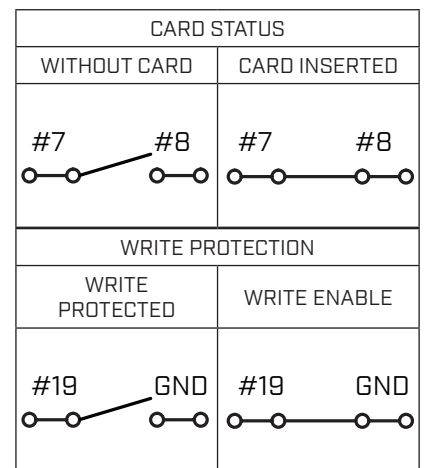 CARD STATUS
WITHOUT CARD CARD INSERTED
#7 #8 #7 #8
WRITE PROTECTION
WRITE
PROTECTED
WRITE ENABLE
#19 GND #19 GND